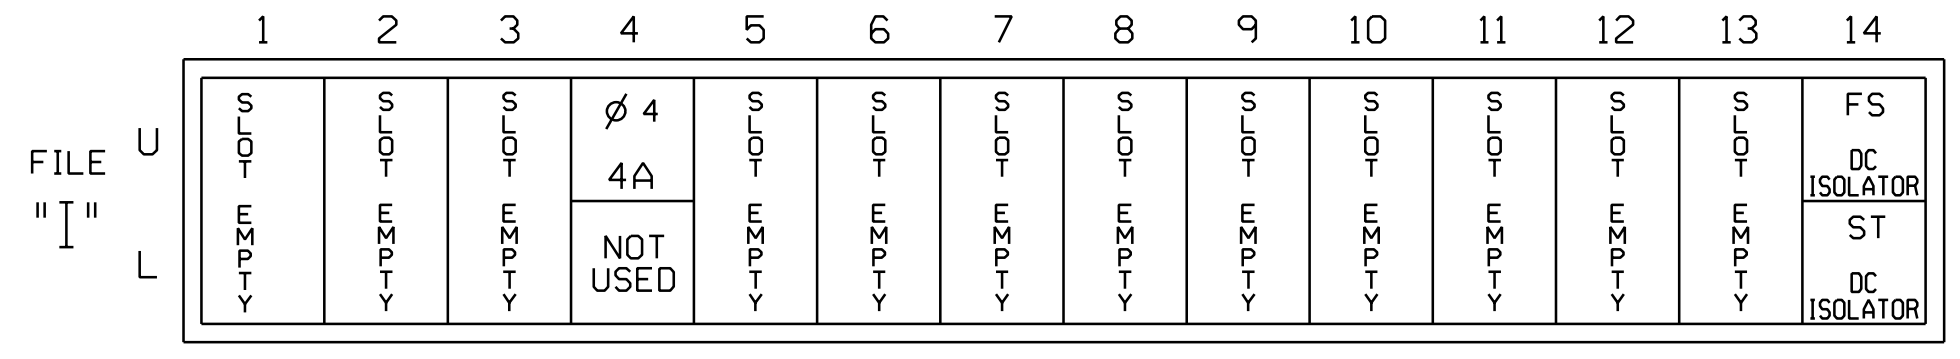 1 2 3 4 5 6 7 8 9 10 11 12 13 14
FILE
"I"
U
L
SLOT EMPTY
SLOT EMPTY
SLOT EMPTY
Ø 4
4A
NOT
USED
SLOT EMPTY
SLOT EMPTY
SLOT EMPTY
SLOT EMPTY
SLOT EMPTY
SLOT EMPTY
SLOT EMPTY
SLOT EMPTY
SLOT EMPTY
FS
DC
ISOLATOR
ST
DC
ISOLATOR